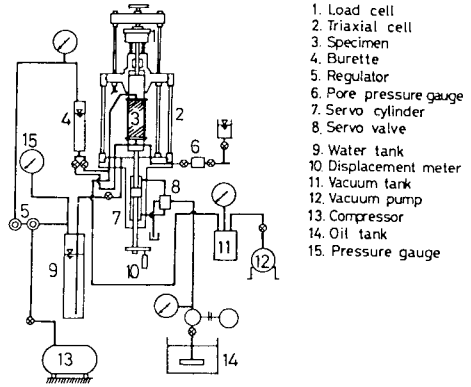 1. Load cell
2. Triaxial cell
3. Specimen
4. Burette
5. Regulator
6. Pore pressure gauge
7. Servo cylinder
8. Servo valve
9. Water tank
10. Displacement meter
11. Vacuum tank
12. Vacuum pump
13. Compressor
14. Oil tank
15. Pressure gauge
1
2
3
4
15
6
5
7
8
9
10
11
12
13
14